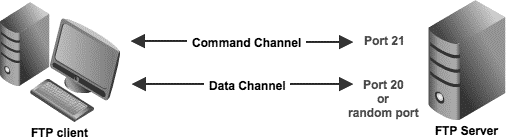 Command Channel
Port 21
Data Channel
Port 20
or
random port
FTP client
FTP Server